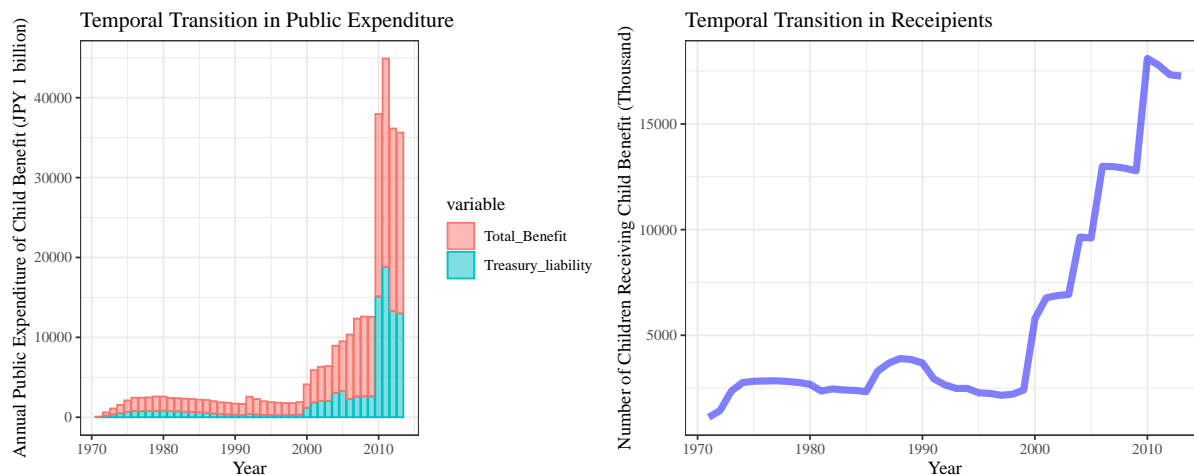 Temporal Transition in Public Expenditure
Annual Public Expenditure of Child Benefit (JPY 1 billion)
40000
30000
20000
10000
0
1970
1980
1990
2000
2010
Year
variable
Total_Benefit
Treasury_liability
Temporal Transition in Receipients
Number of Children Receiving Child Benefit (Thousand)
15000
10000
5000
1970
1980
1990
2000
2010
Year